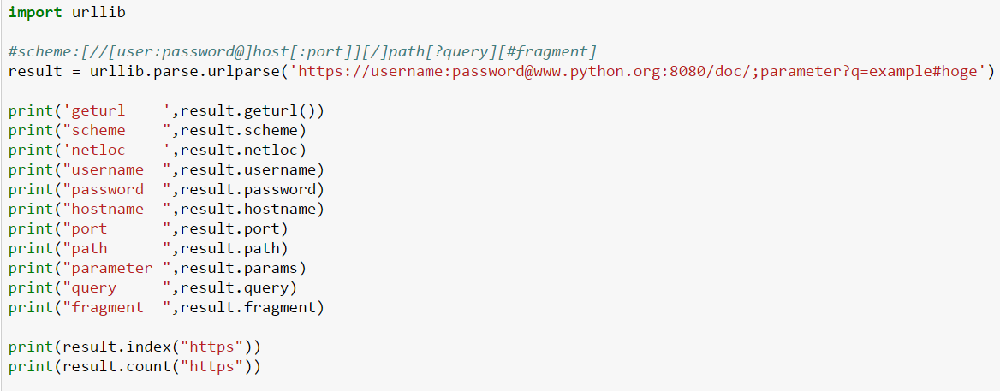 import urllib

#scheme:[//[user:password@]host[:port]][/]path[?query][#fragment]
result = urllib.parse.urlparse('https://username:password@www.python.org:8080/doc/;parameter?q=example#hoge')

print('geturl    ',result.geturl())
print("scheme    ",result.scheme)
print('netloc    ',result.netloc)
print("username  ",result.username)
print("password  ",result.password)
print("hostname  ",result.hostname)
print("port      ",result.port)
print("path      ",result.path)
print("parameter ",result.params)
print("query     ",result.query)
print("fragment  ",result.fragment)

print(result.index("https"))
print(result.count("https"))